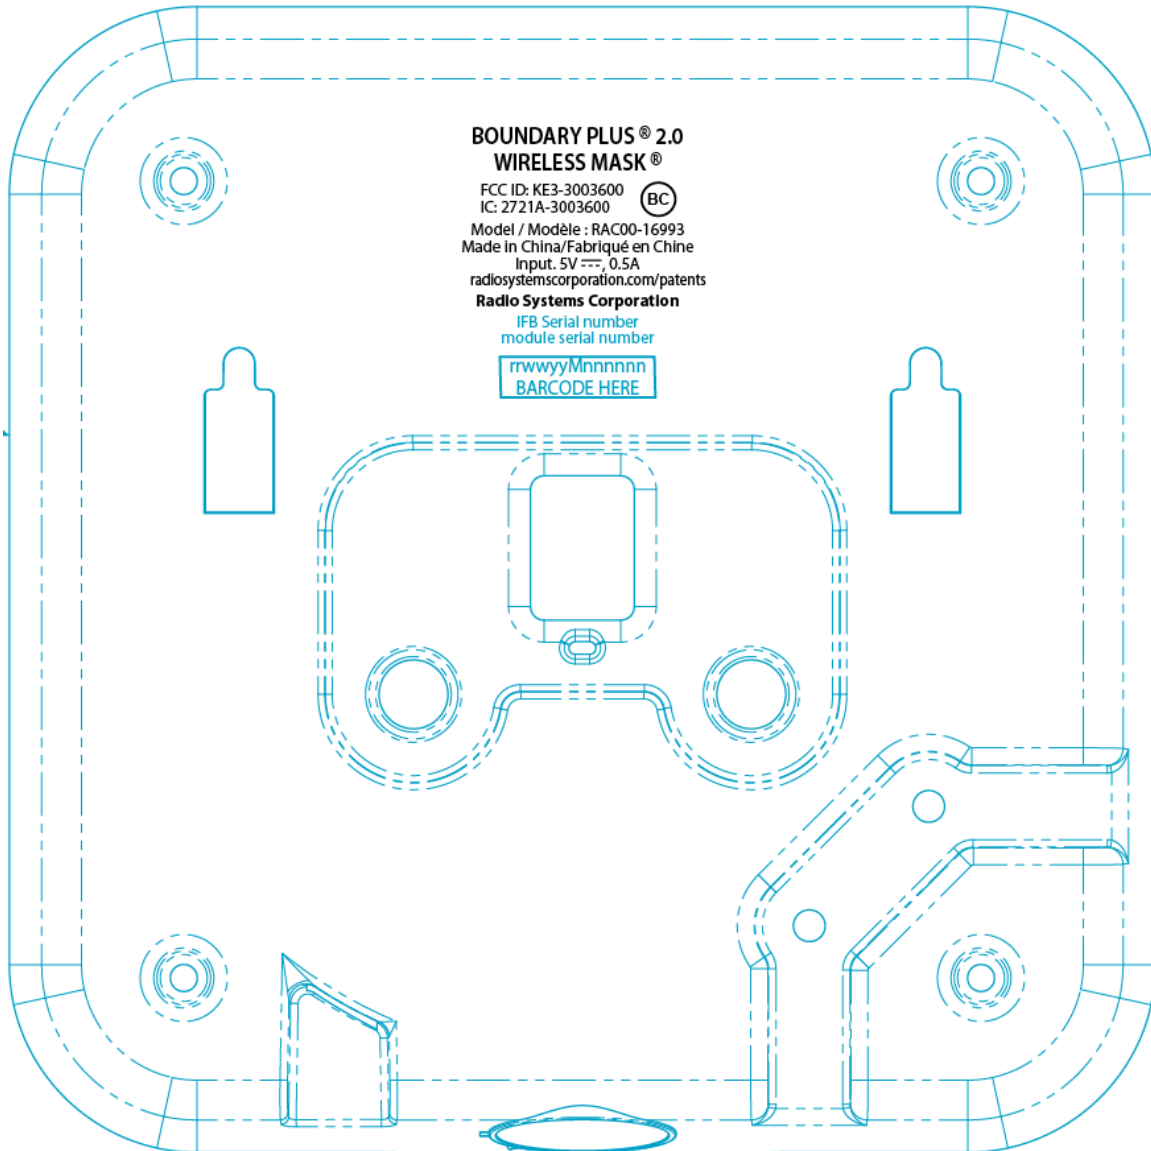 BOUNDARY PLUS ® 2.0
WIRELESS MASK ®
FCC ID: KE3-3003600
IC: 2721A-3003600
BC
Model / Modèle : RAC00-16993
Made in China/Fabriqué en Chine
Input. 5V ⎓, 0.5A
radiosystemscorporation.com/patents
Radio Systems Corporation
IFB Serial number
module serial number
rrwwyyMnnnnnn
BARCODE HERE